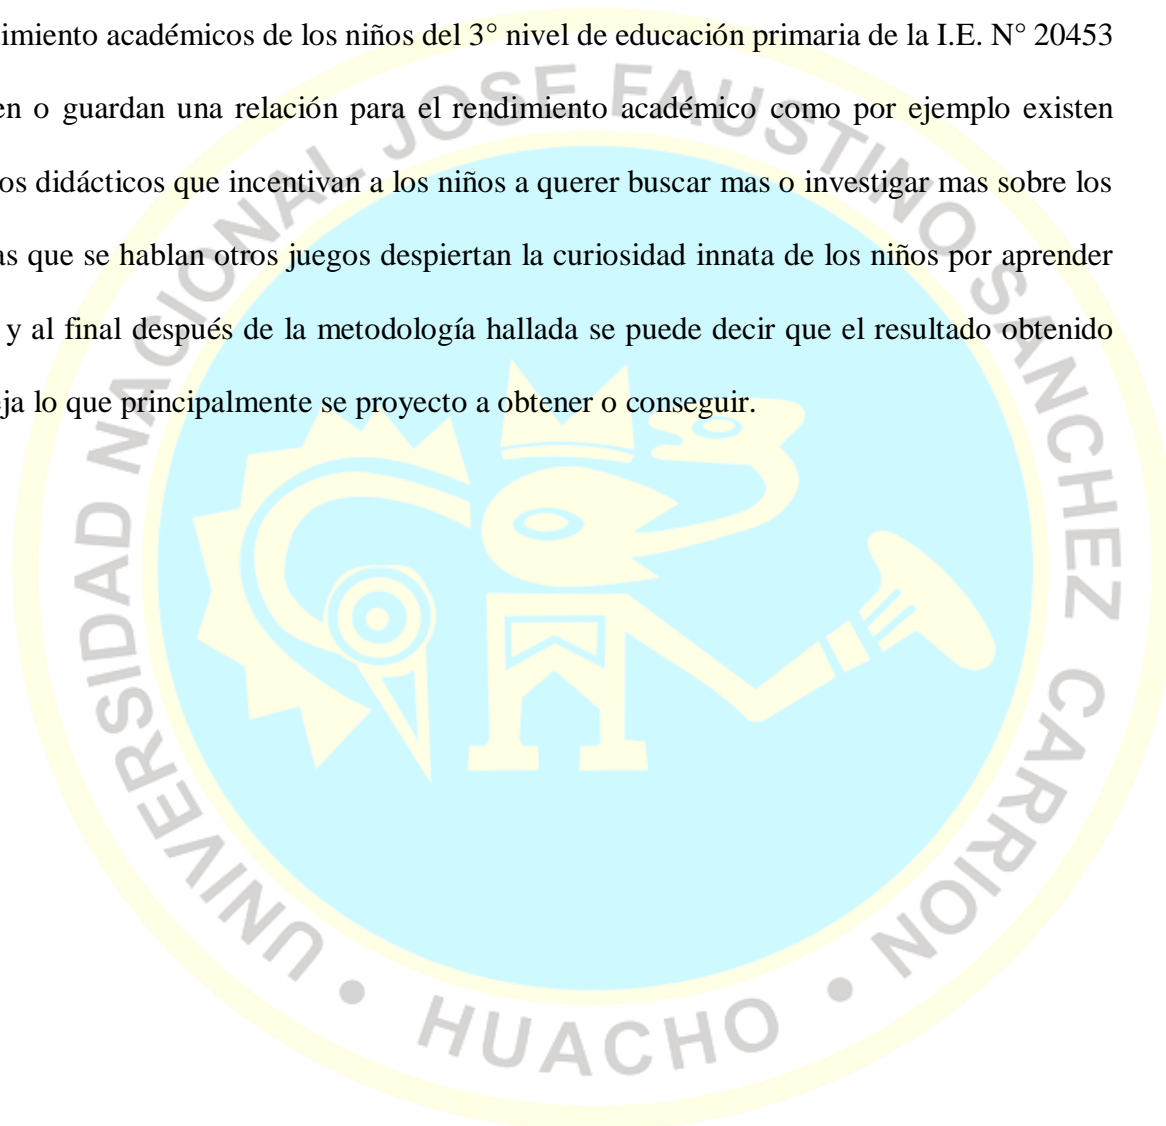 imiento académicos de los niños del 3° nivel de educación primaria de la I.E. N° 20453
en o guardan una relación para el rendimiento académico como por ejemplo existen
os didácticos que incentivan a los niños a querer buscar mas o investigar mas sobre los
as que se hablan otros juegos despiertan la curiosidad innata de los niños por aprender
y al final después de la metodología hallada se puede decir que el resultado obtenido
ja lo que principalmente se proyecto a obtener o conseguir.
UNIVERSIDAD NACIONAL JOSE FAUSTINO SANCHEZ CARRION • HUACHO •